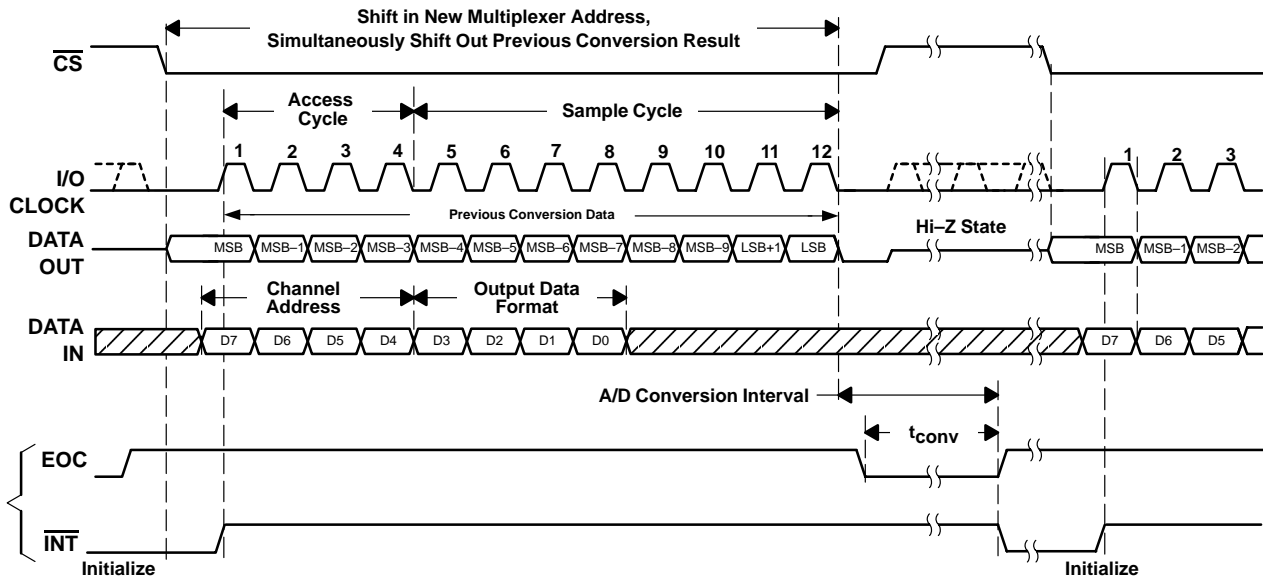 Shift in New Multiplexer Address,
Simultaneously Shift Out Previous Conversion Result
CS
Access
Cycle
Sample Cycle
1 2 3 4 5 6 7 8 9 10 11 12 1 2 3
I/O
CLOCK
Previous Conversion Data
Hi–Z State
DATA
OUT
MSB MSB–1 MSB–2 MSB–3 MSB–4 MSB–5 MSB–6 MSB–7 MSB–8 MSB–9 LSB+1 LSB MSB MSB–1 MSB–2
Channel
Address
Output Data
Format
DATA
IN
D7 D6 D5 D4 D3 D2 D1 D0 D7 D6 D5
A/D Conversion Interval
tconv
EOC
INT
Initialize Initialize